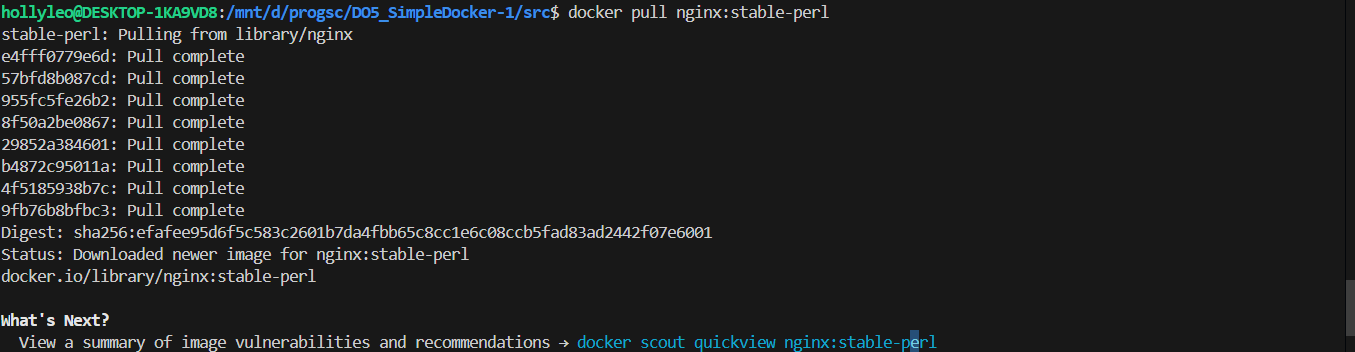 hollyleo@DESKTOP-1KA9VD8:/mnt/d/progsc/DO5_SimpleDocker-1/src$ docker pull nginx:stable-perl
stable-perl: Pulling from library/nginx
e4fff0779e6d: Pull complete
57bfd8b087cd: Pull complete
955fc5fe26b2: Pull complete
8f50a2be0867: Pull complete
29852a384601: Pull complete
b4872c95011a: Pull complete
4f5185938b7c: Pull complete
9fb76b8bfbc3: Pull complete
Digest: sha256:efafee95d6f5c583c2601b7da4fbb65c8cc1e6c08ccb5fad83ad2442f07e6001
Status: Downloaded newer image for nginx:stable-perl
docker.io/library/nginx:stable-perl
What's Next?
View a summary of image vulnerabilities and recommendations → docker scout quickview nginx:stable-perl